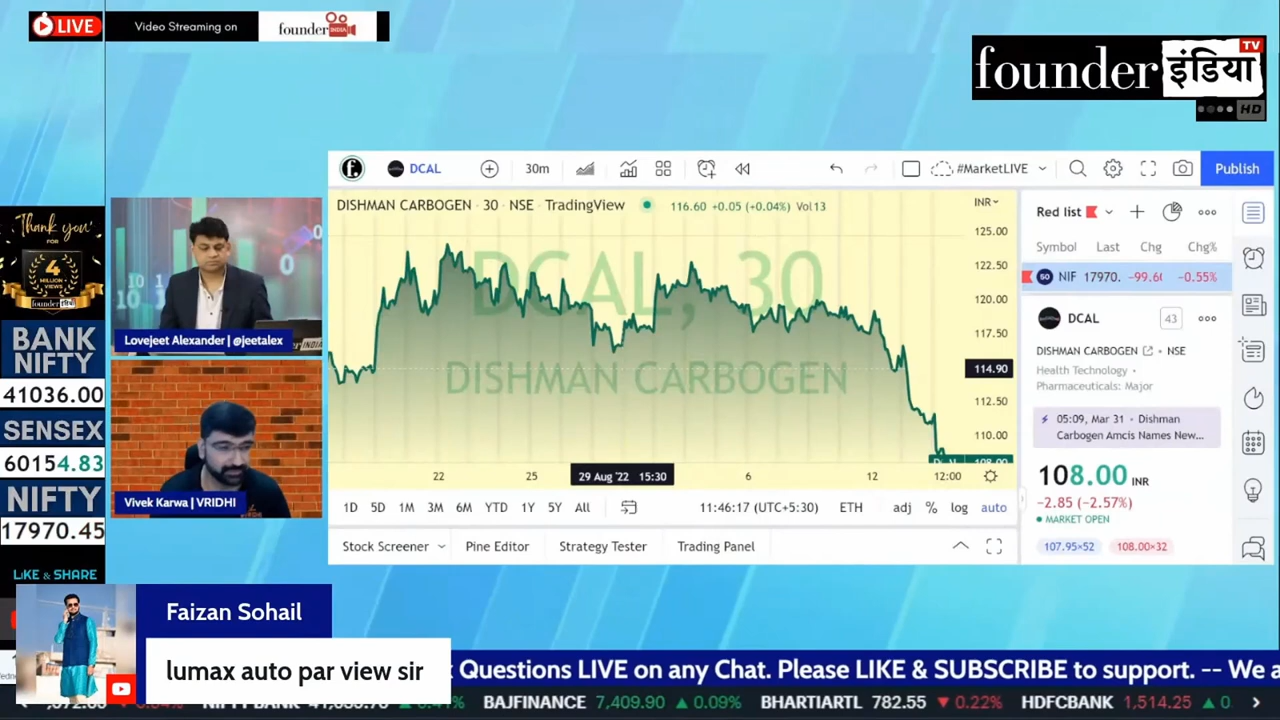 LIVE
Video Streaming on
founder INDIA
founder इंडिया TV
HD
DCAL
30m
#MarketLIVE
Publish
DISHMAN CARBOGEN · 30 · NSE · TradingView
116.60 +0.05 (+0.04%) Vol13
INR
125.00
122.50
120.00
117.50
114.90
112.50
110.00
108.00
DCAL, 30
DISHMAN CARBOGEN
22
25
29 Aug '22 15:30
6
12
12:00
1D 5D 1M 3M 6M YTD 1Y 5Y All
11:46:17 (UTC+5:30)
ETH
adj % log auto
Stock Screener
Pine Editor
Strategy Tester
Trading Panel
Red list
Symbol Last Chg Chg%
50 NIF 17970. -99.6( -0.55%
DCAL
43
DISHMAN CARBOGEN · NSE
Health Technology ·
Pharmaceuticals: Major
05:09, Mar 31 · Dishman
Carbogen Amcis Names New...
108.00 INR
−2.85 (−2.57%)
MARKET OPEN
107.95×52
108.00×32
Lovejeet Alexander | @jeetalex
Vivek Karwa | VRIDHI
Thank you
FOR
4
MILLION+
VIEWS
BANK
NIFTY
41036.00
SENSEX
60154.83
NIFTY
17970.45
LiKE & SHARE
Faizan Sohail
lumax auto par view sir
Questions LIVE on any Chat. Please LIKE & SUBSCRIBE to support. -- We a
BAJFINANCE 7,409.90 ▲ 0.09%
BHARTIARTL 782.55 ▼ 0.22%
HDFCBANK 1,514.25 ▲ 0